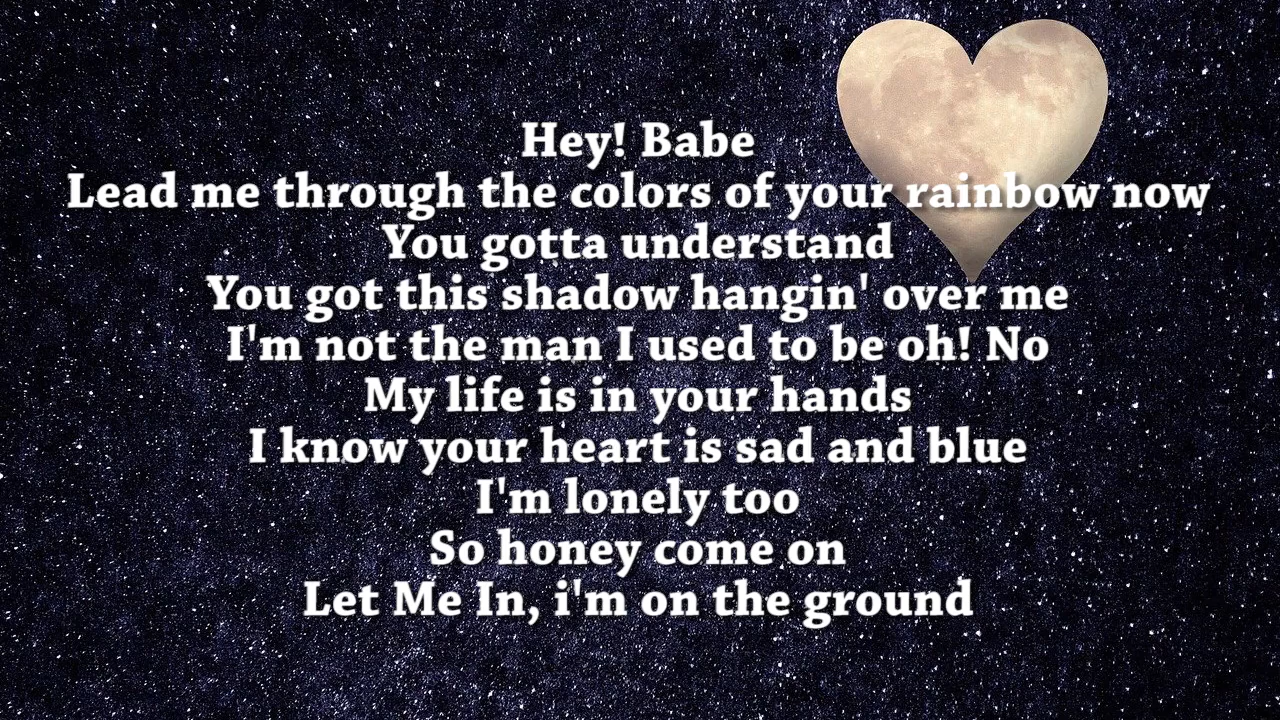 Hey! Babe
Lead me through the colors of your rainbow now
You gotta understand
You got this shadow hangin' over me
I'm not the man I used to be oh! No
My life is in your hands
I know your heart is sad and blue
I'm lonely too
So honey come on
Let Me In, i'm on the ground